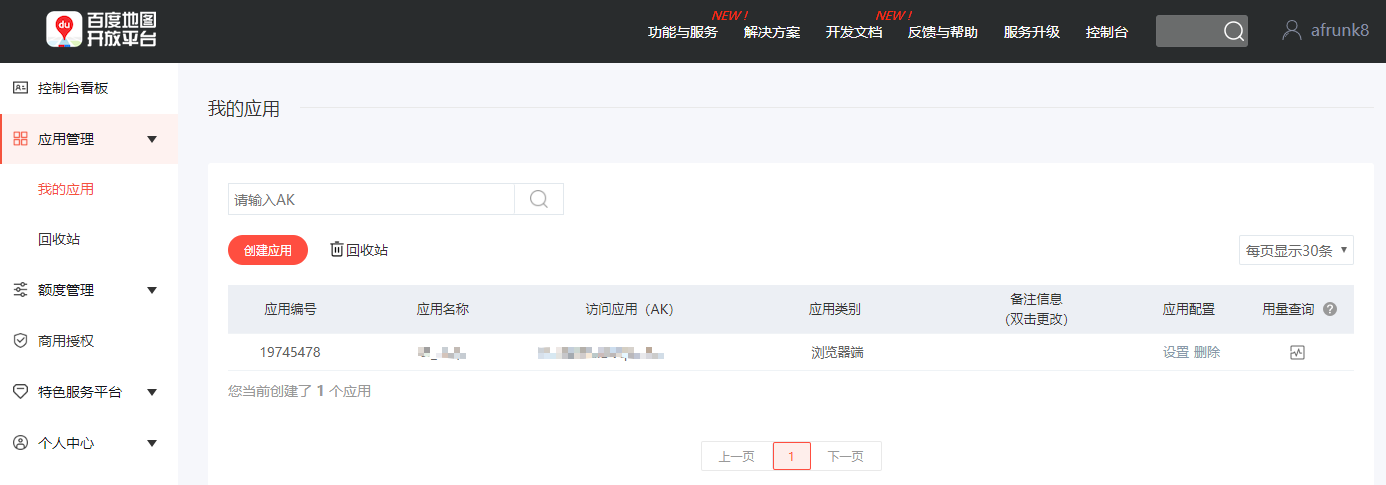 du 百度地图
开放平台
NEW !
NEW !
功能与服务 解决方案 开发文档 反馈与帮助 服务升级 控制台
afrunk8
控制台看板
应用管理
我的应用
回收站
额度管理
商用授权
特色服务平台
个人中心
我的应用
请输入AK
创建应用 回收站 每页显示30条
应用编号 应用名称 访问应用（AK） 应用类别 备注信息 应用配置 用量查询 ?
(双击更改)
19745478 浏览器端 设置 删除
您当前创建了 1 个应用
上一页 1 下一页